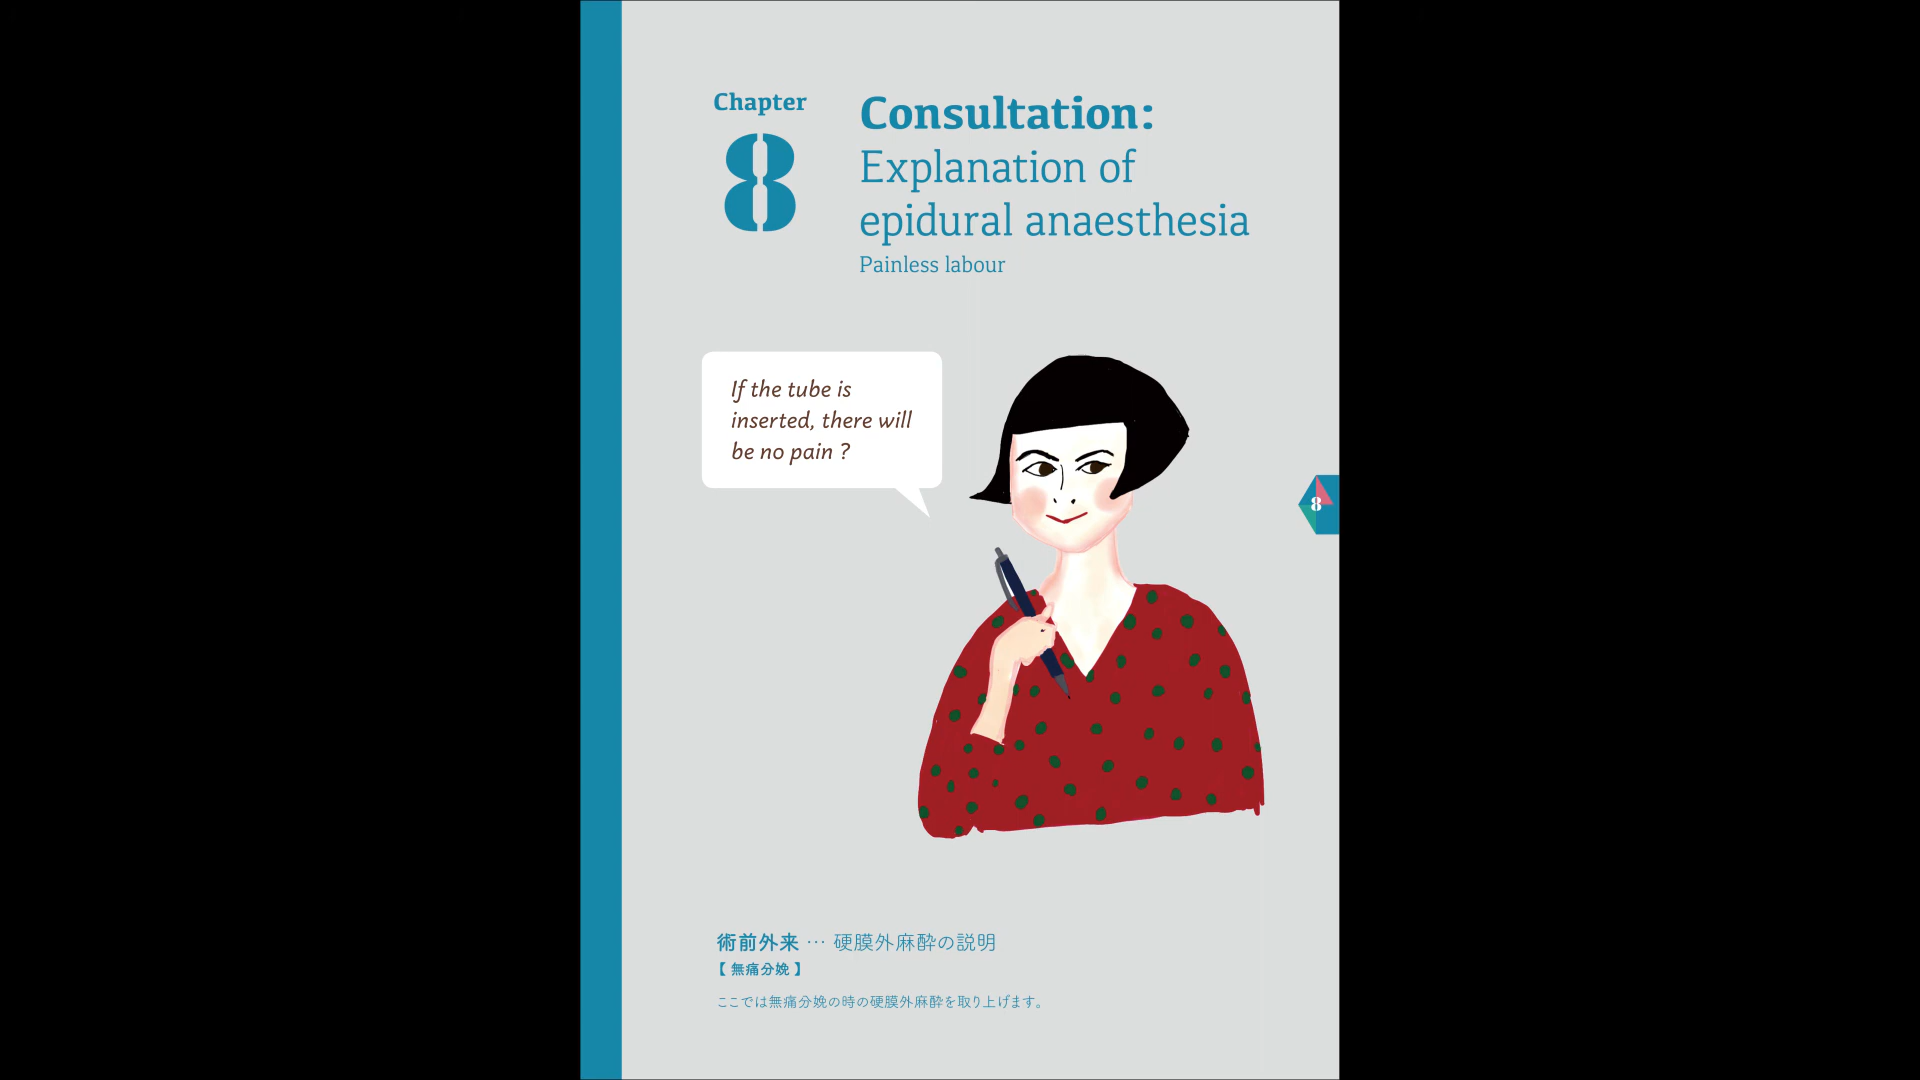 Chapter
8
Consultation:
Explanation of
epidural anaesthesia
Painless labour
If the tube is
inserted, there will
be no pain ?
8
術前外来 … 硬膜外麻酔の説明
【 無痛分娩 】
ここでは無痛分娩の時の硬膜外麻酔を取り上げます。